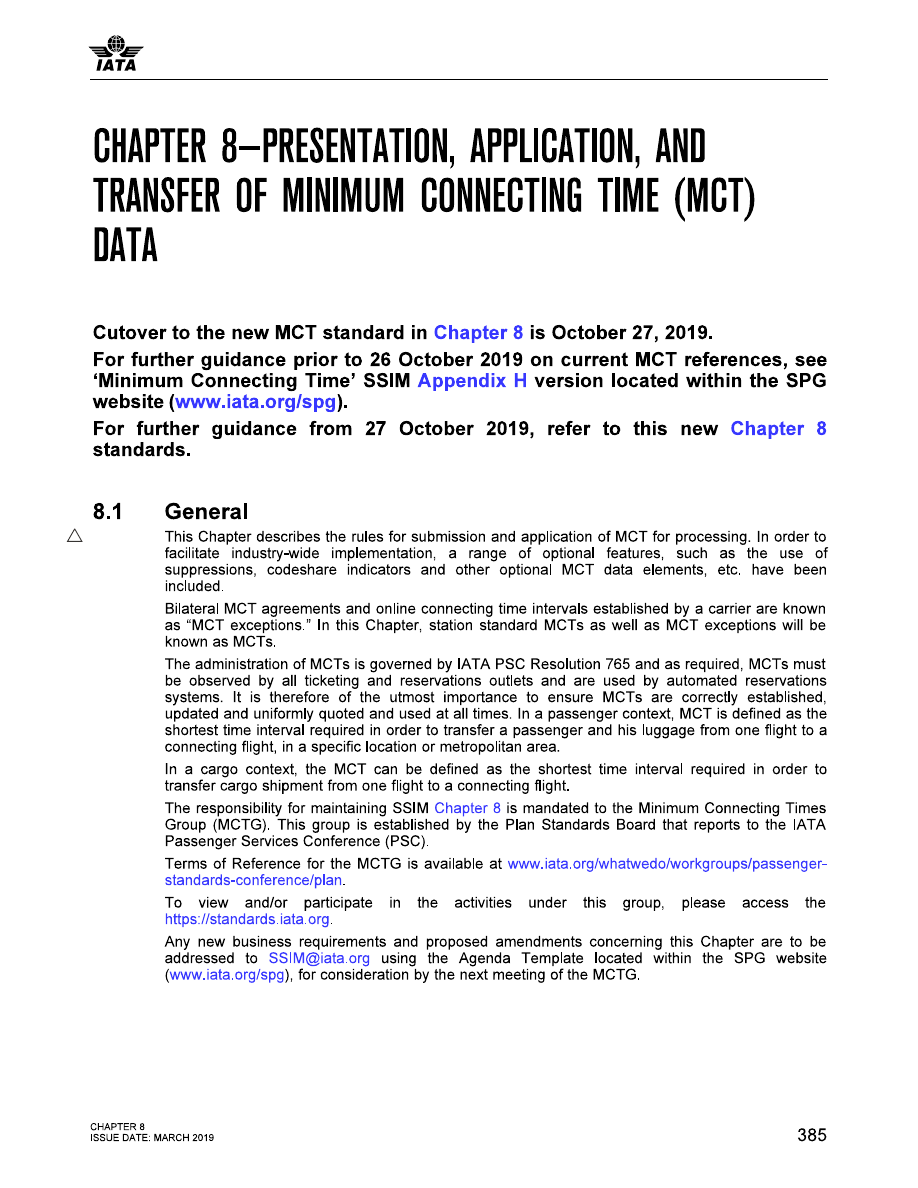 IATA
CHAPTER 8—PRESENTATION, APPLICATION, AND
TRANSFER OF MINIMUM CONNECTING TIME (MCT)
DATA
Cutover to the new MCT standard in Chapter 8 is October 27, 2019.
For further guidance prior to 26 October 2019 on current MCT references, see
‘Minimum Connecting Time’ SSIM Appendix H version located within the SPG
website (www.iata.org/spg).
For further guidance from 27 October 2019, refer to this new Chapter 8
standards.
8.1 General
△ This Chapter describes the rules for submission and application of MCT for processing. In order to
facilitate industry-wide implementation, a range of optional features, such as the use of
suppressions, codeshare indicators and other optional MCT data elements, etc. have been
included.
Bilateral MCT agreements and online connecting time intervals established by a carrier are known
as “MCT exceptions.” In this Chapter, station standard MCTs as well as MCT exceptions will be
known as MCTs.
The administration of MCTs is governed by IATA PSC Resolution 765 and as required, MCTs must
be observed by all ticketing and reservations outlets and are used by automated reservations
systems. It is therefore of the utmost importance to ensure MCTs are correctly established,
updated and uniformly quoted and used at all times. In a passenger context, MCT is defined as the
shortest time interval required in order to transfer a passenger and his luggage from one flight to a
connecting flight, in a specific location or metropolitan area.
In a cargo context, the MCT can be defined as the shortest time interval required in order to
transfer cargo shipment from one flight to a connecting flight.
The responsibility for maintaining SSIM Chapter 8 is mandated to the Minimum Connecting Times
Group (MCTG). This group is established by the Plan Standards Board that reports to the IATA
Passenger Services Conference (PSC).
Terms of Reference for the MCTG is available at www.iata.org/whatwedo/workgroups/passenger-
standards-conference/plan.
To view and/or participate in the activities under this group, please access the
https://standards.iata.org.
Any new business requirements and proposed amendments concerning this Chapter are to be
addressed to SSIM@iata.org using the Agenda Template located within the SPG website
(www.iata.org/spg), for consideration by the next meeting of the MCTG.
CHAPTER 8
ISSUE DATE: MARCH 2019
385